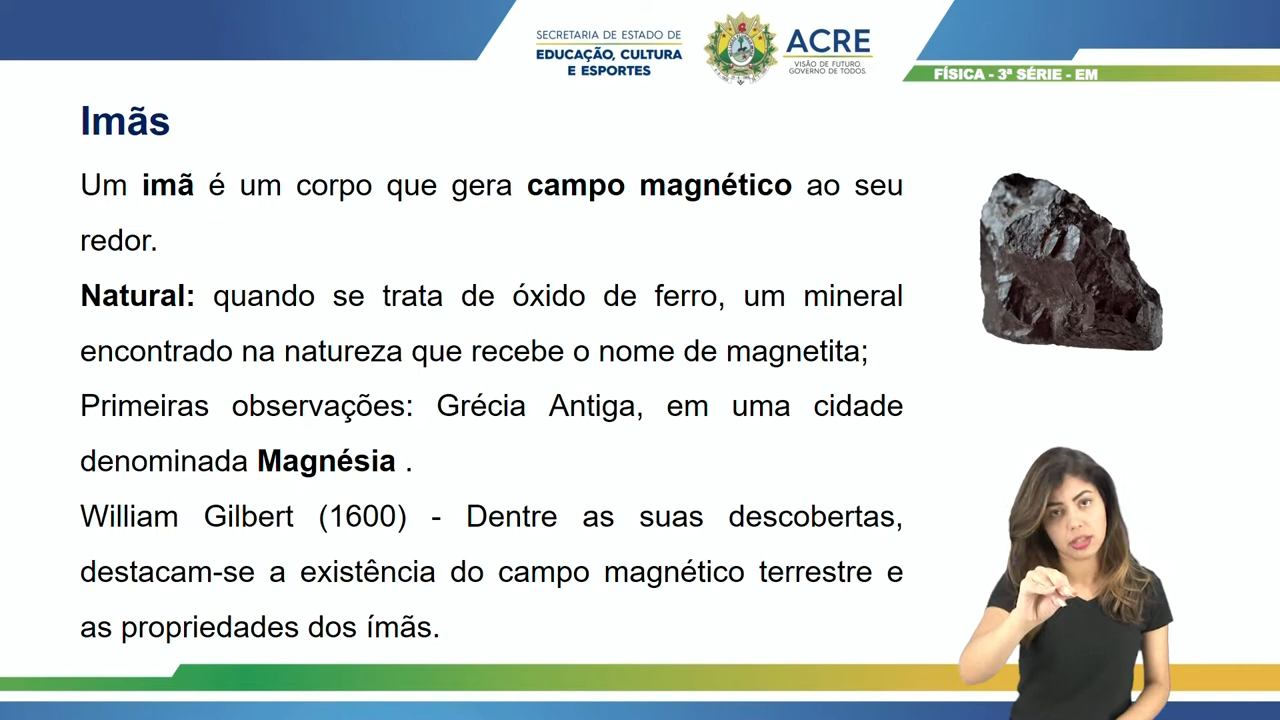 SECRETARIA DE ESTADO DE
EDUCAÇÃO, CULTURA
E ESPORTES
ACRE
VISÃO DE FUTURO.
GOVERNO DE TODOS.
FÍSICA - 3ª SÉRIE - EM
Imãs
Um imã é um corpo que gera campo magnético ao seu
redor.
Natural: quando se trata de óxido de ferro, um mineral
encontrado na natureza que recebe o nome de magnetita;
Primeiras observações: Grécia Antiga, em uma cidade
denominada Magnésia .
William Gilbert (1600) - Dentre as suas descobertas,
destacam-se a existência do campo magnético terrestre e
as propriedades dos ímãs.